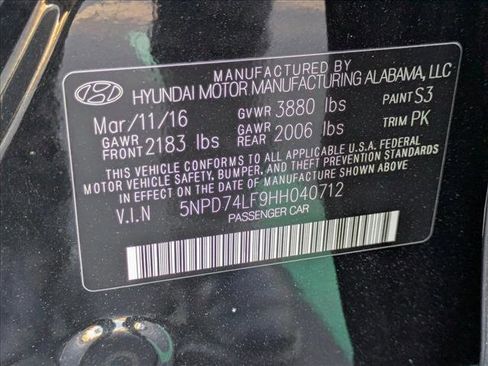 MANUFACTURED BY
HYUNDAI MOTOR MANUFACTURING ALABAMA, LLC
Mar/11/16 GVWR 3880 lbs PAINT S3
GAWR FRONT 2183 lbs GAWR REAR 2006 lbs TRIM PK
THIS VEHICLE CONFORMS TO ALL APPLICABLE U.S.A. FEDERAL
MOTOR VEHICLE SAFETY, BUMPER, AND THEFT PREVENTION STANDARDS
IN EFFECT ON THE DATE OF MANUFACTURE SHOWN ABOVE.
V.I.N 5NPD74LF9HH040712
PASSENGER CAR